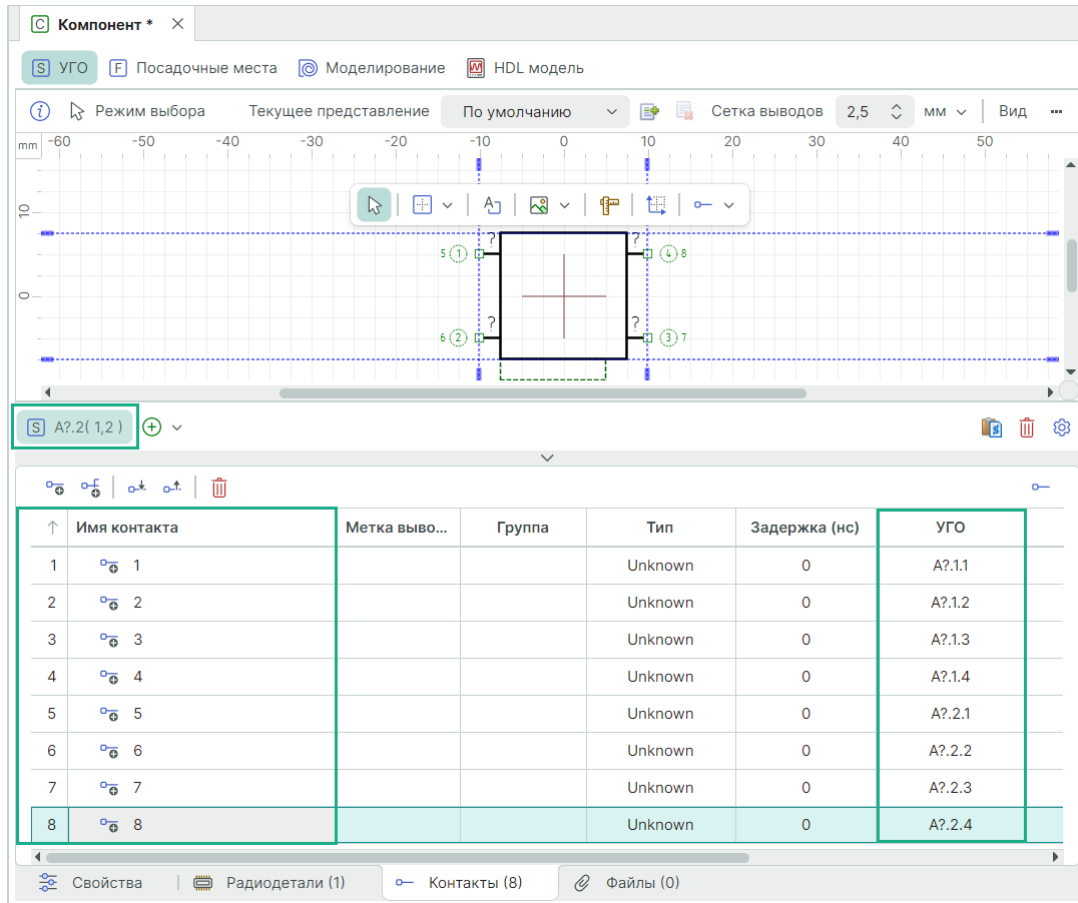 C Компонент *
S УГО F Посадочные места Моделирование HDL модель
i Режим выбора Текущее представление По умолчанию Сетка выводов 2,5 мм Вид ...
mm -60 -50 -40 -30 -20 -10 0 10 20 30 40 50
10
? ?
5 1 4 8
0
? ?
6 2 3 7
S A?.2( 1,2 )
Имя контакта Метка выво... Группа Тип Задержка (нс) УГО
1 1 Unknown 0 A?.1.1
2 2 Unknown 0 A?.1.2
3 3 Unknown 0 A?.1.3
4 4 Unknown 0 A?.1.4
5 5 Unknown 0 A?.2.1
6 6 Unknown 0 A?.2.2
7 7 Unknown 0 A?.2.3
8 8 Unknown 0 A?.2.4
Свойства Радиодетали (1) Контакты (8) Файлы (0)